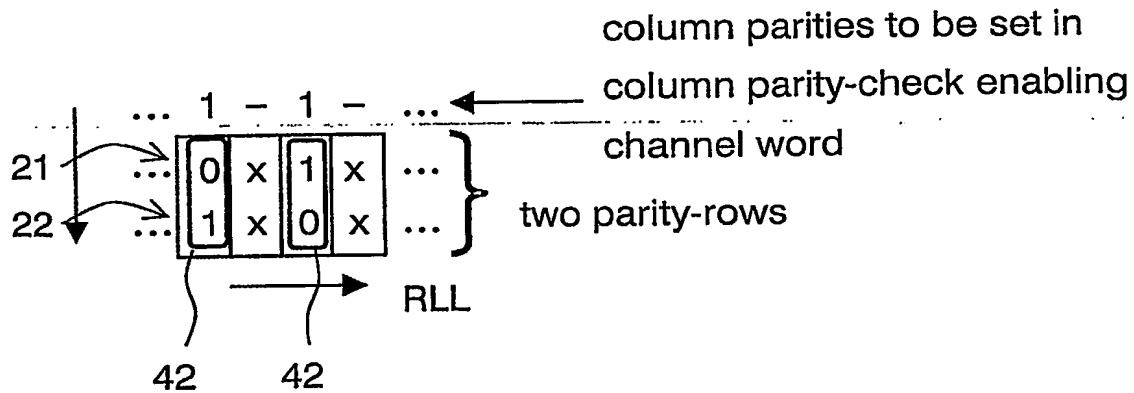 column parities to be set in
... 1 – 1 – ... column parity-check enabling
channel word
21 ... 0 x 1 x ...
22 ... 1 x 0 x ... two parity-rows
RLL
42 42